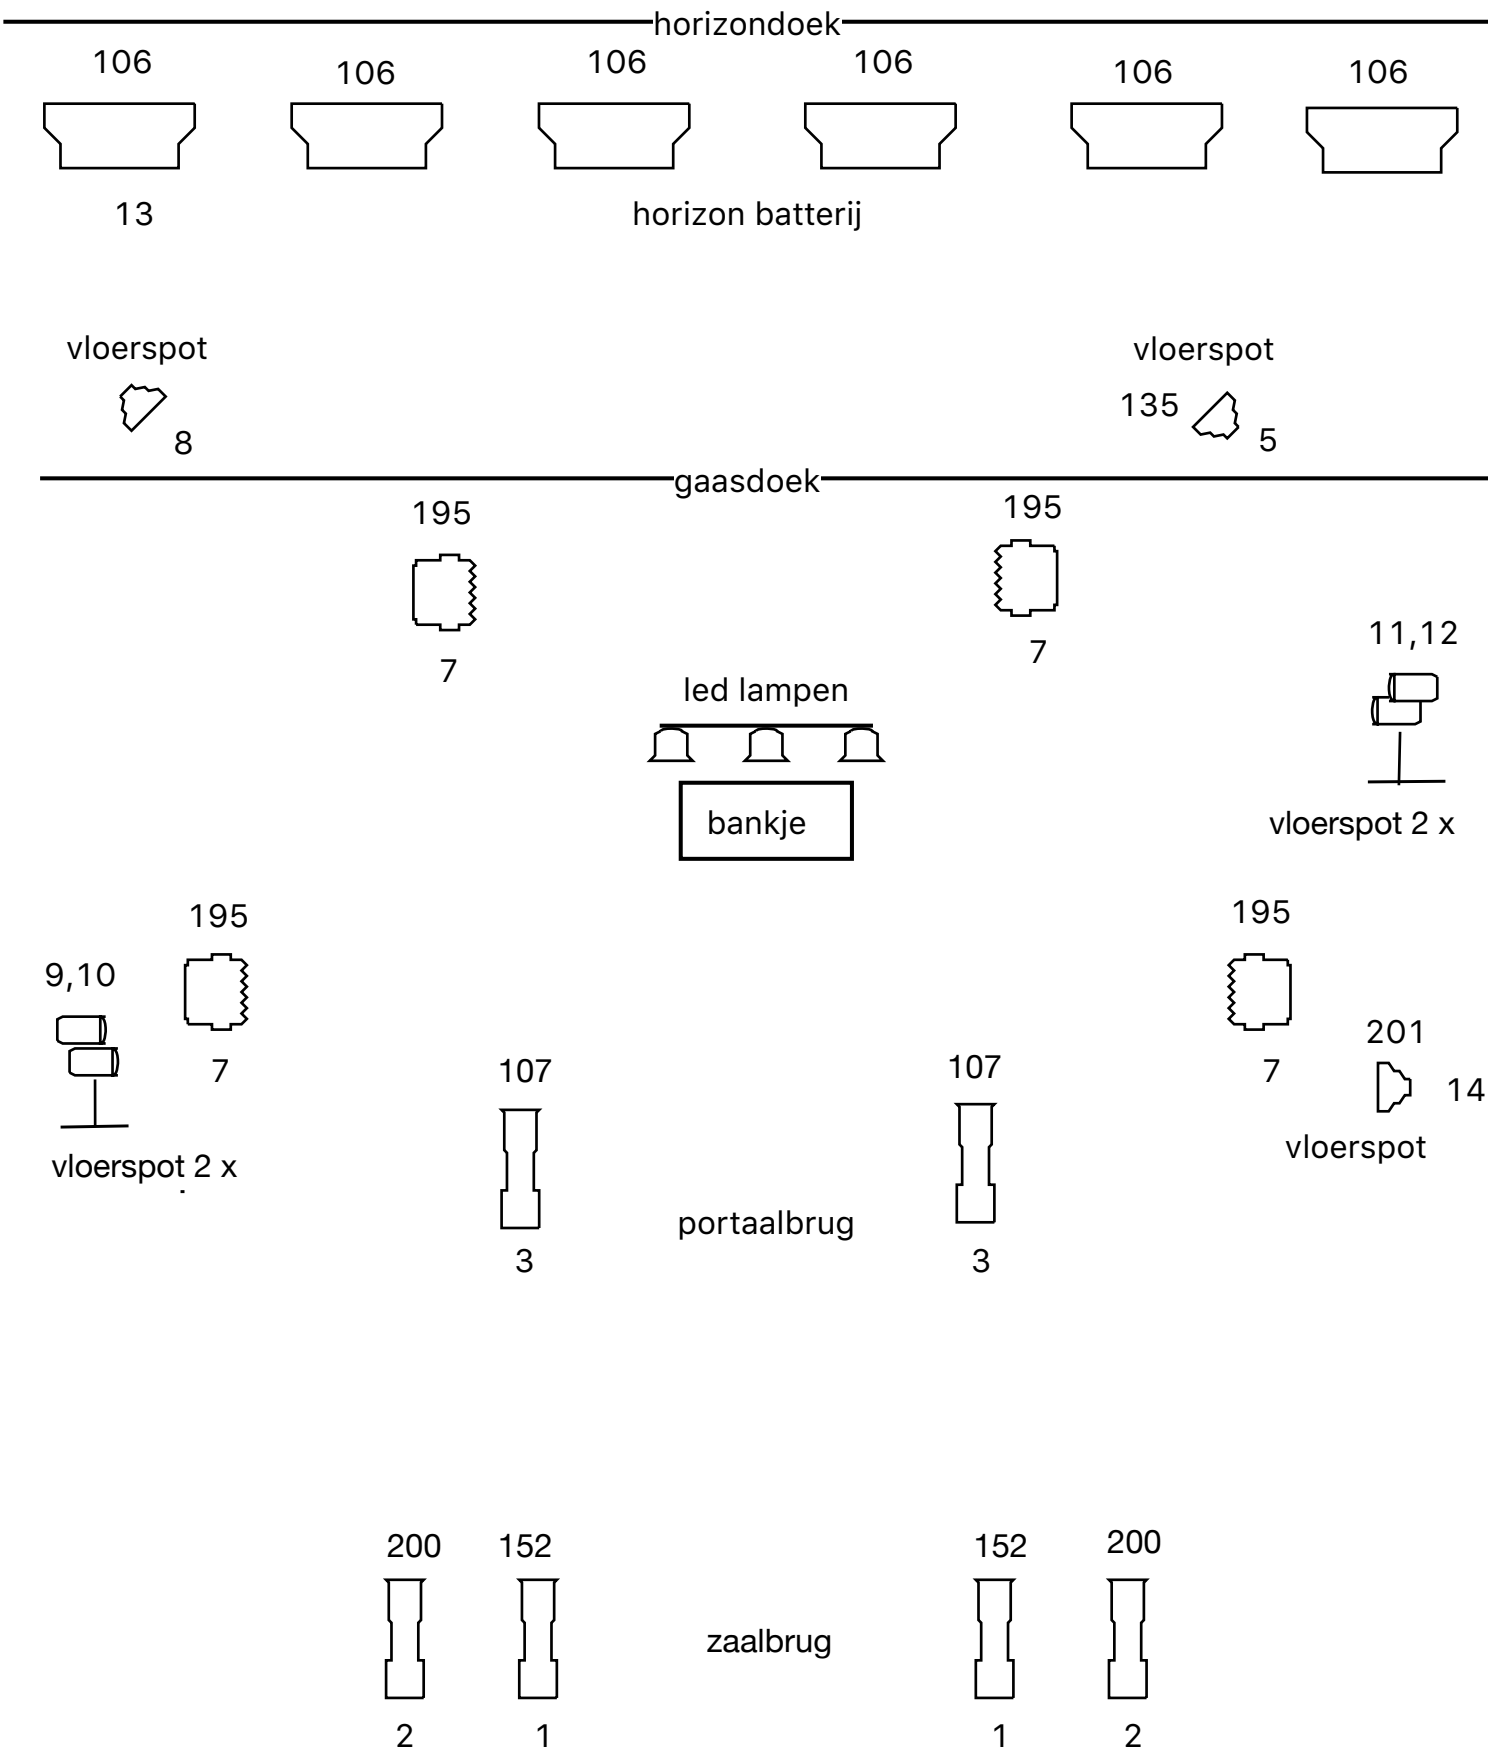 horizondoek
106 106 106 106 106 106
13 horizon batterij
vloerspot vloerspot
135
8 5
gaasdoek
195 195
7 7
11,12
led lampen
bankje
vloerspot 2 x
195 195
9,10
201
7 107 107 7
14
vloerspot 2 x
vloerspot
portaalbrug
3 3
200 152 152 200
zaalbrug
2 1 1 2